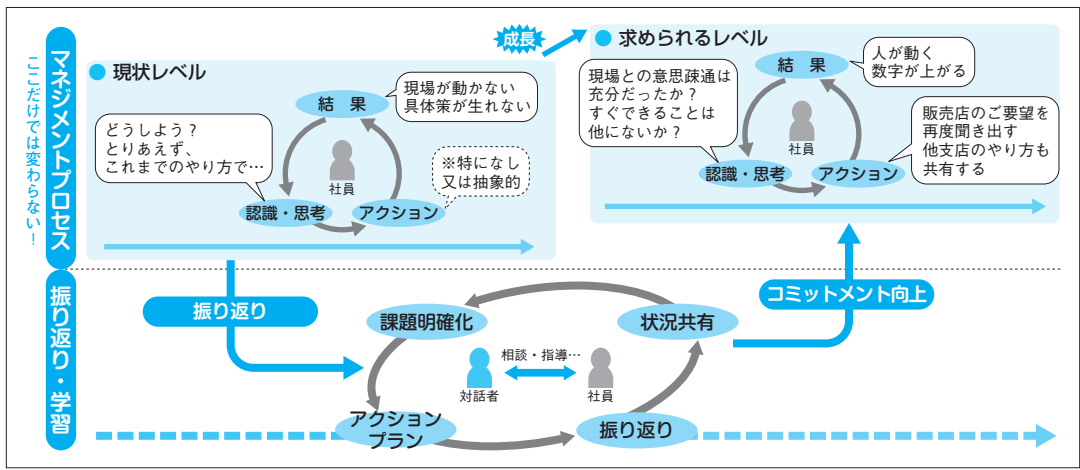 マネジメントプロセス
ここだけでは変わらない！
現状レベル
結　果
現場が動かない
具体策が生れない
どうしよう？
とりあえず、
これまでのやり方で…
社員
※特になし
又は抽象的
認識・思考
アクション
成長
求められるレベル
結　果
人が動く
数字が上がる
現場との意思疎通は
充分だったか？
すぐできることは
他にないか？
社員
販売店のご要望を
再度聞き出す
他支店のやり方も
共有する
認識・思考
アクション
振り返り・学習
振り返り
コミットメント向上
課題明確化
状況共有
相談・指導…
対話者
社員
アクション
プラン
振り返り